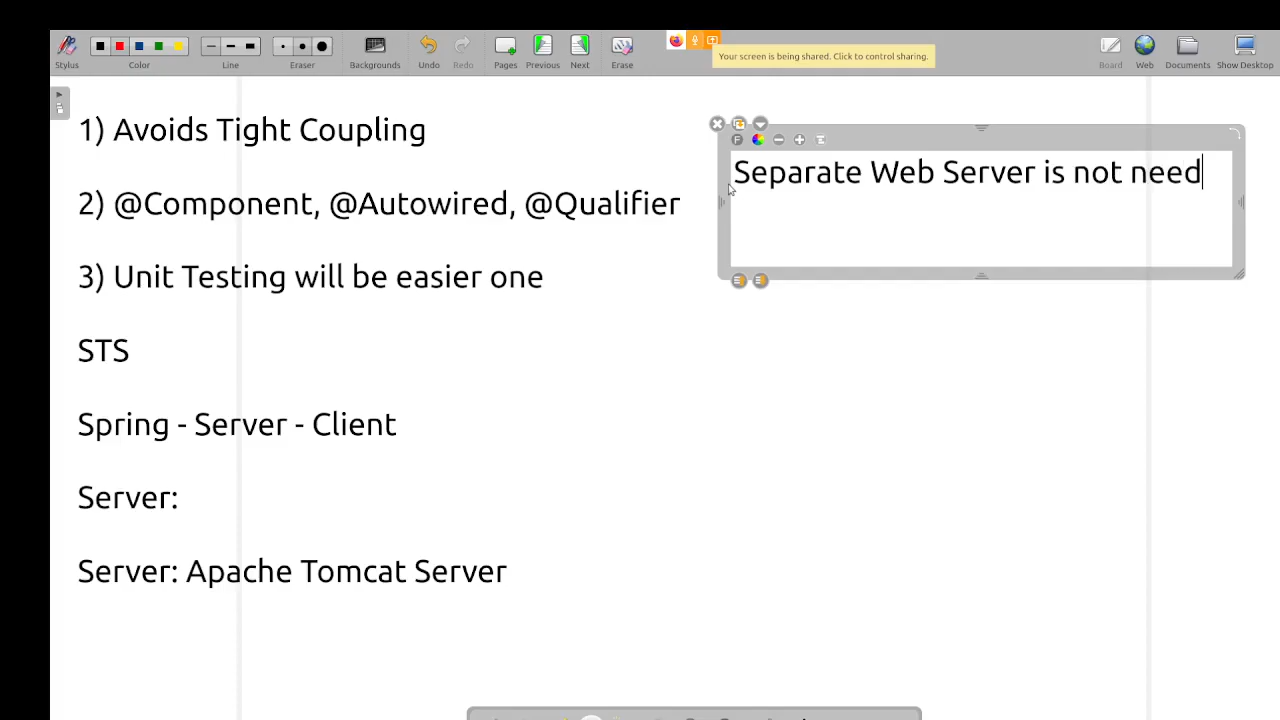 Your screen is being shared. Click to control sharing.
Stylus
Color
Line
Eraser
Backgrounds
Undo
Redo
Pages
Previous
Next
Erase
Board
Web
Documents
Show Desktop
1) Avoids Tight Coupling
2) @Component, @Autowired, @Qualifier
3) Unit Testing will be easier one
STS
Spring - Server - Client
Server:
Server: Apache Tomcat Server
F
Separate Web Server is not need